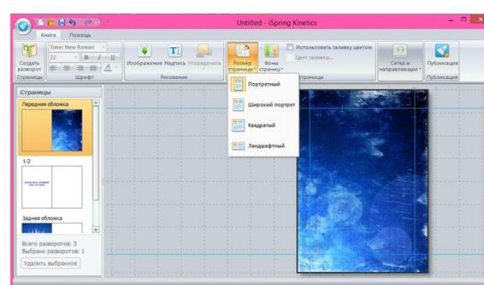 Untitled - iSpring Kinetics
Книга Помощь
Создать разворот
Страницы
Times New Roman
22
Шрифт
Изображение Надпись Упорядочить
Рисование
Размер страницы
Фоны страниц
Использовать заливку цветом
Цвет заливки...
Страницы
Сетка и направляющие
Публикация
Публикация
Портретный
Широкий портрет
Квадратный
Ландшафтный
Страницы
Передняя обложка
1-2
Задняя обложка
Всего разворотов: 3
Выбрано разворотов: 1
Удалить выбранное